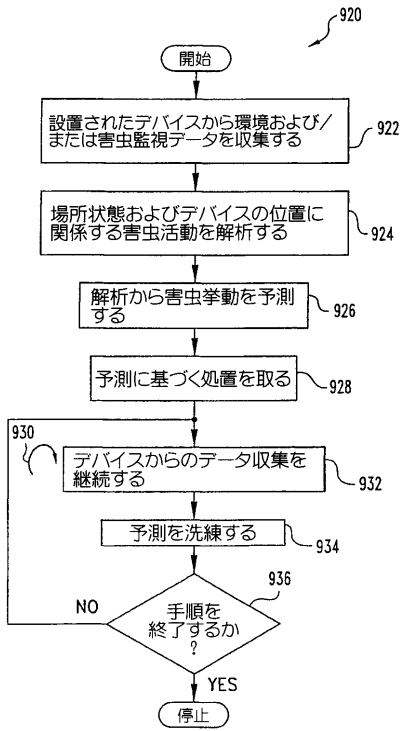 920
開始
設置されたデバイスから環境および/
または害虫監視データを収集する
922
場所状態およびデバイスの位置に
関係する害虫活動を解析する
924
解析から害虫挙動を予測
する
926
予測に基づく処置を取る
928
930
デバイスからのデータ収集を
継続する
932
予測を洗練する
934
936
手順を
終了するか
?
NO
YES
停止